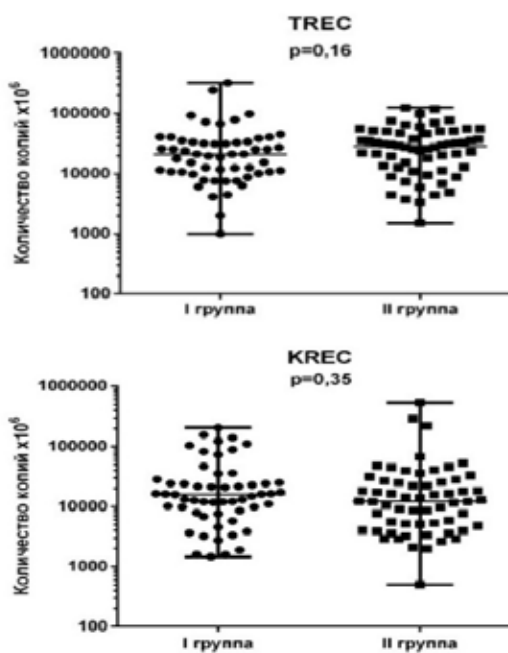 TREC
p=0,16
Количество копий x10⁶
1000000
100000
10000
1000
100
I группа
II группа
KREC
p=0,35
Количество копий x10⁶
1000000
100000
10000
1000
100
I группа
II группа